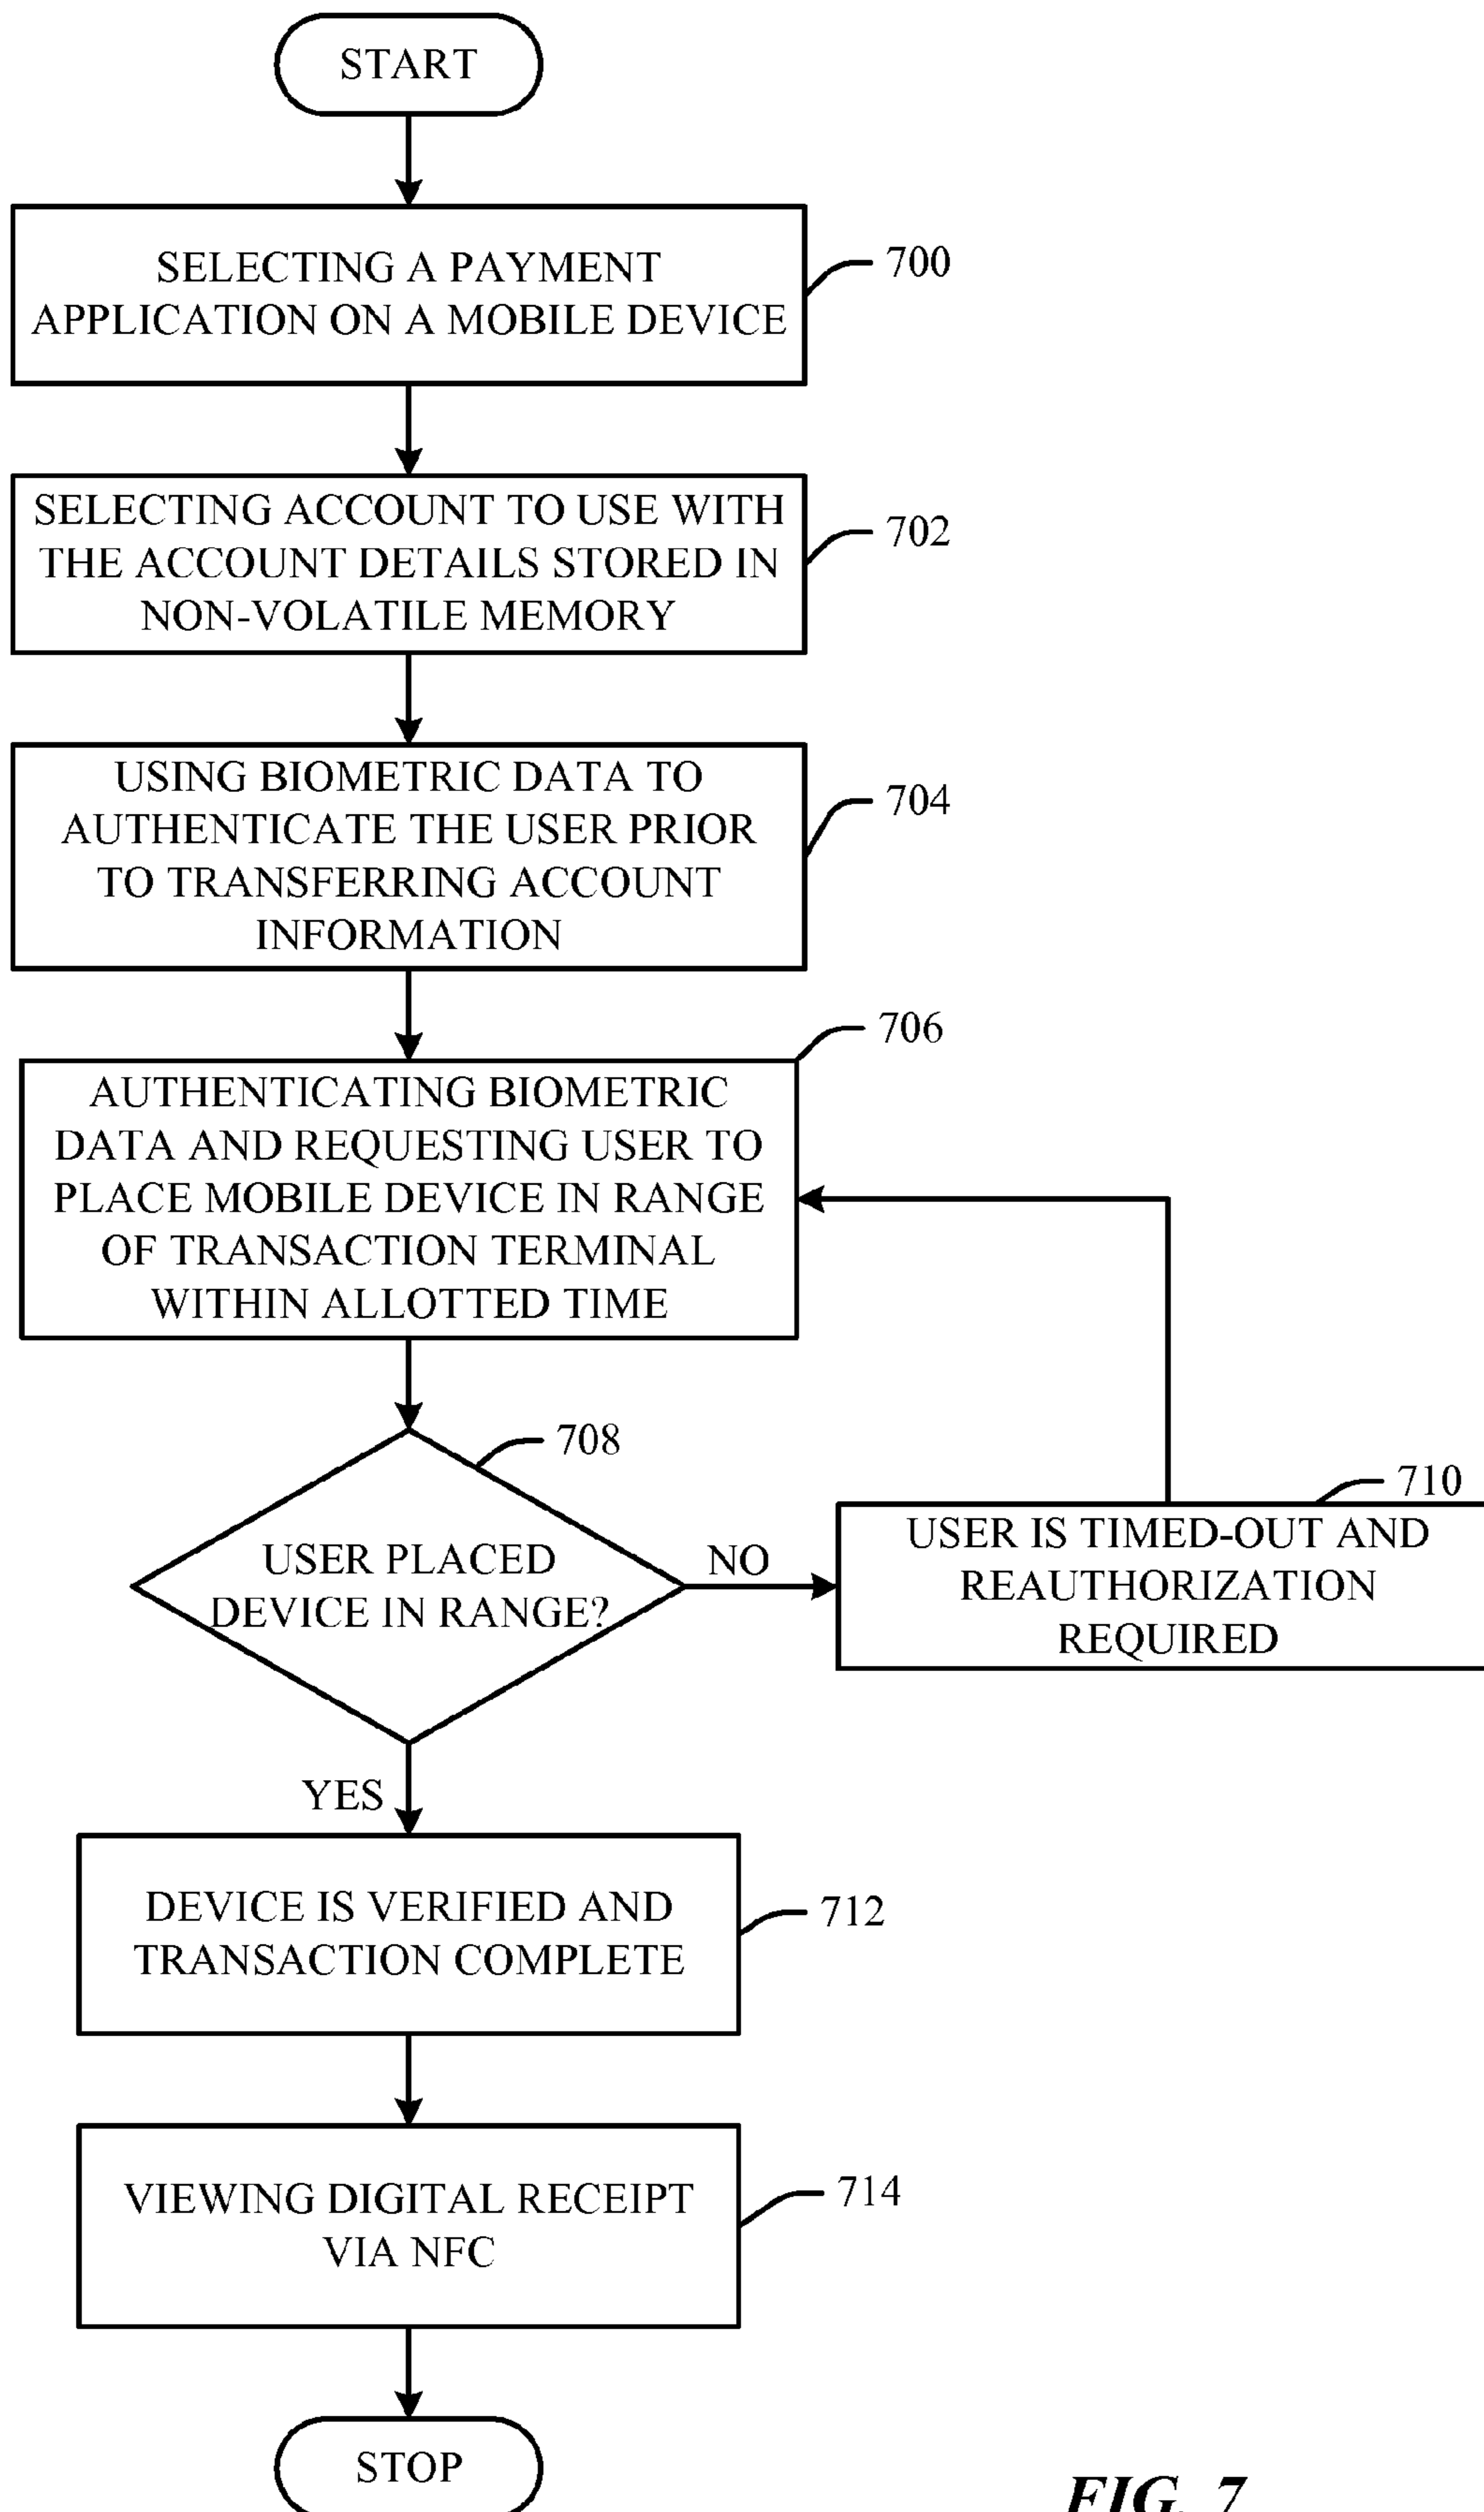 START
SELECTING A PAYMENT
APPLICATION ON A MOBILE DEVICE
700
SELECTING ACCOUNT TO USE WITH
THE ACCOUNT DETAILS STORED IN
NON-VOLATILE MEMORY
702
USING BIOMETRIC DATA TO
AUTHENTICATE THE USER PRIOR
TO TRANSFERRING ACCOUNT
INFORMATION
704
706
AUTHENTICATING BIOMETRIC
DATA AND REQUESTING USER TO
PLACE MOBILE DEVICE IN RANGE
OF TRANSACTION TERMINAL
WITHIN ALLOTTED TIME
708
USER PLACED
DEVICE IN RANGE?
NO
710
USER IS TIMED-OUT AND
REAUTHORIZATION
REQUIRED
YES
DEVICE IS VERIFIED AND
TRANSACTION COMPLETE
712
VIEWING DIGITAL RECEIPT
VIA NFC
714
STOP
FIG. 7